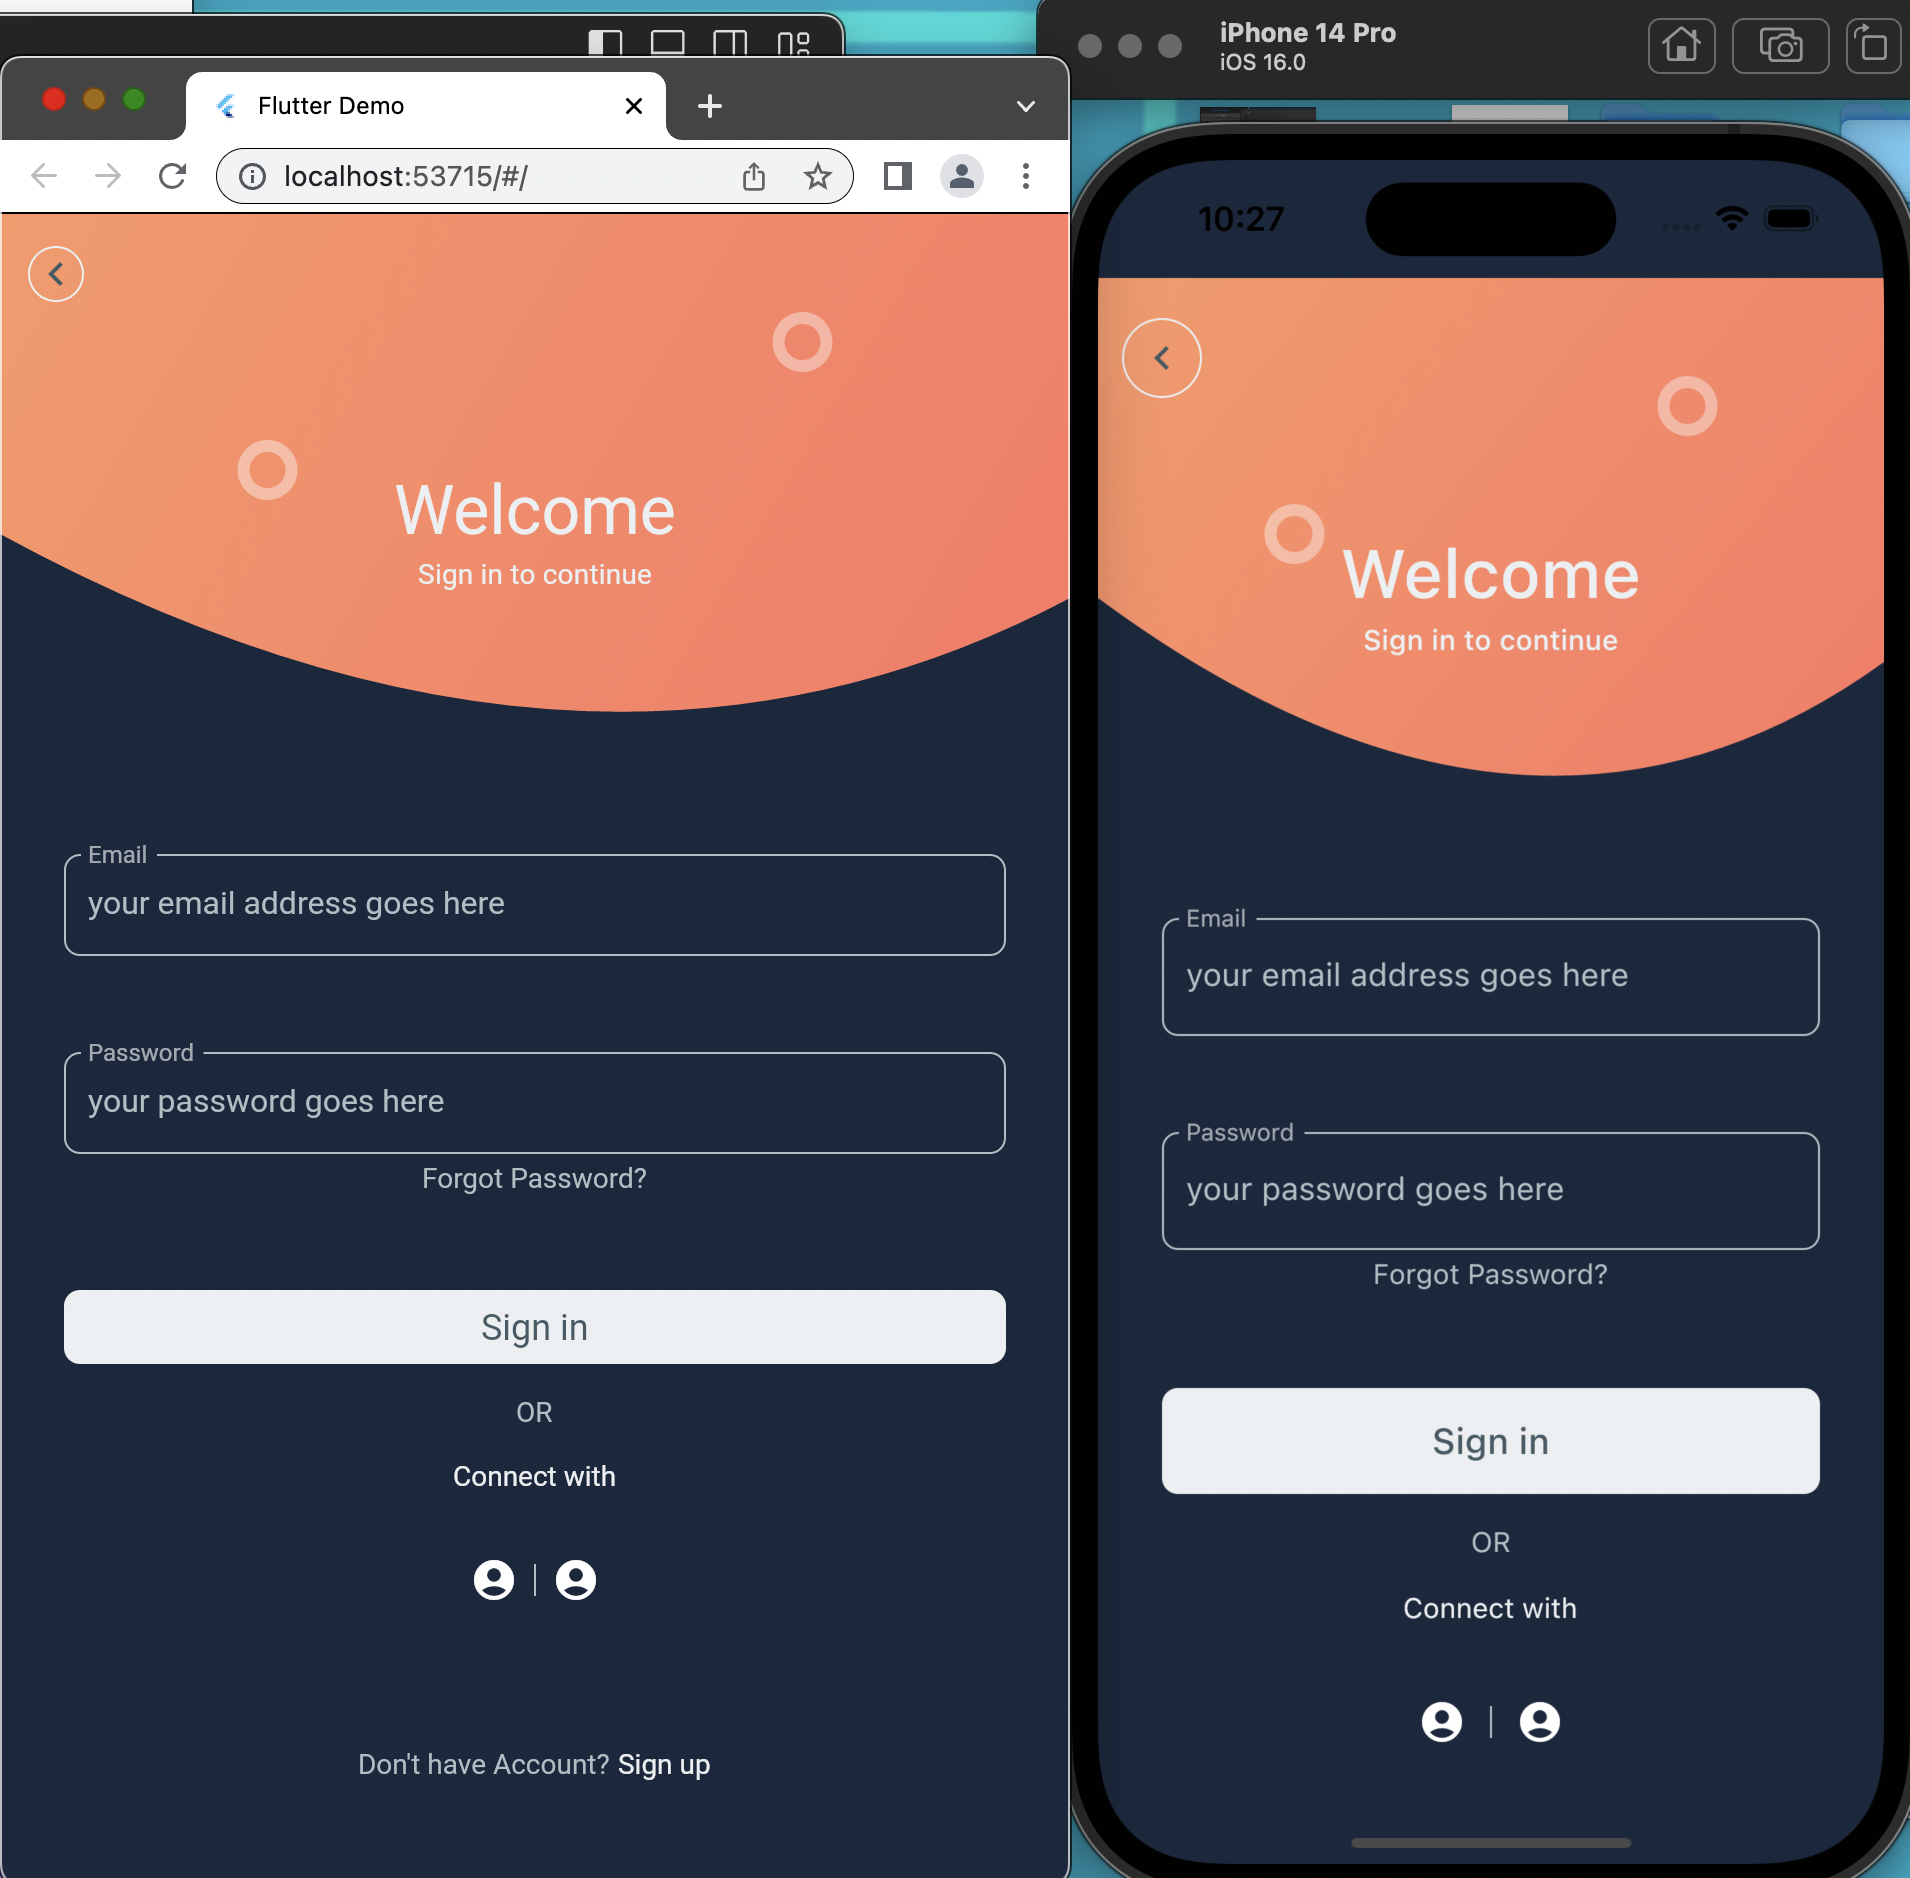 Flutter Demo
localhost:53715/#/
Welcome
Sign in to continue
Email
your email address goes here
Password
your password goes here
Forgot Password?
Sign in
OR
Connect with
Don't have Account? Sign up
iPhone 14 Pro
iOS 16.0
10:27
Welcome
Sign in to continue
Email
your email address goes here
Password
your password goes here
Forgot Password?
Sign in
OR
Connect with